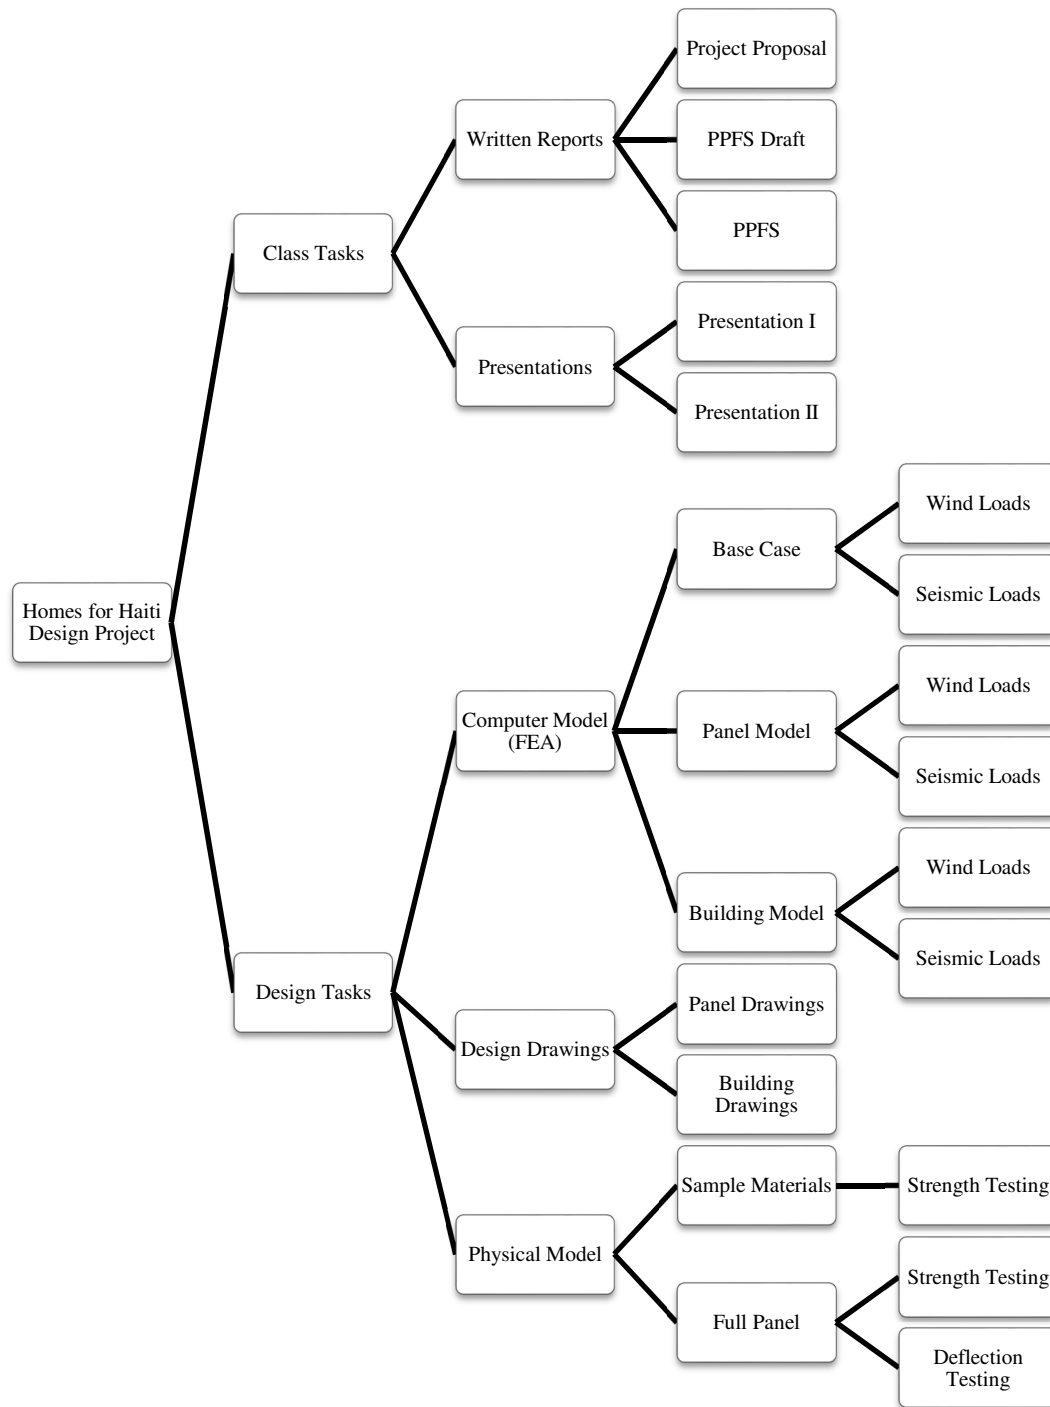 Project Proposal
Written Reports
PPFS Draft
PPFS
Class Tasks
Presentation I
Presentations
Presentation II
Wind Loads
Base Case
Seismic Loads
Homes for Haiti
Design Project
Wind Loads
Computer Model
(FEA)
Panel Model
Seismic Loads
Wind Loads
Building Model
Seismic Loads
Design Tasks
Panel Drawings
Design Drawings
Building
Drawings
Sample Materials
Strength Testing
Physical Model
Strength Testing
Full Panel
Deflection
Testing